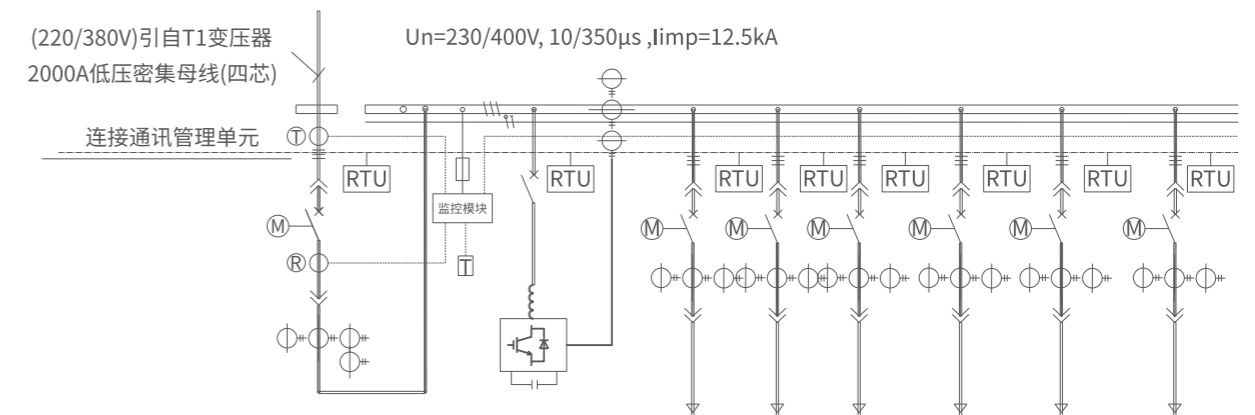 (220/380V)引自T1变压器
2000A低压密集母线(四芯)
Un=230/400V, 10/350μs ,Iimp=12.5kA
连接通讯管理单元
T
RTU
RTU
RTU
RTU
RTU
RTU
RTU
RTU
监控模块
M
M
M
M
M
M
M
R
T